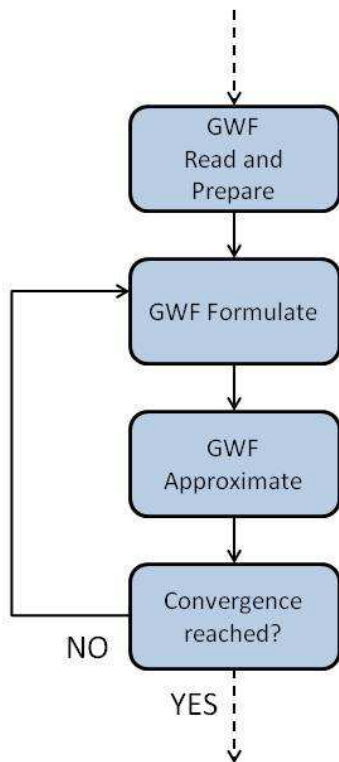 GWF
Read and
Prepare
GWF Formulate
GWF
Approximate
Convergence
reached?
NO
YES